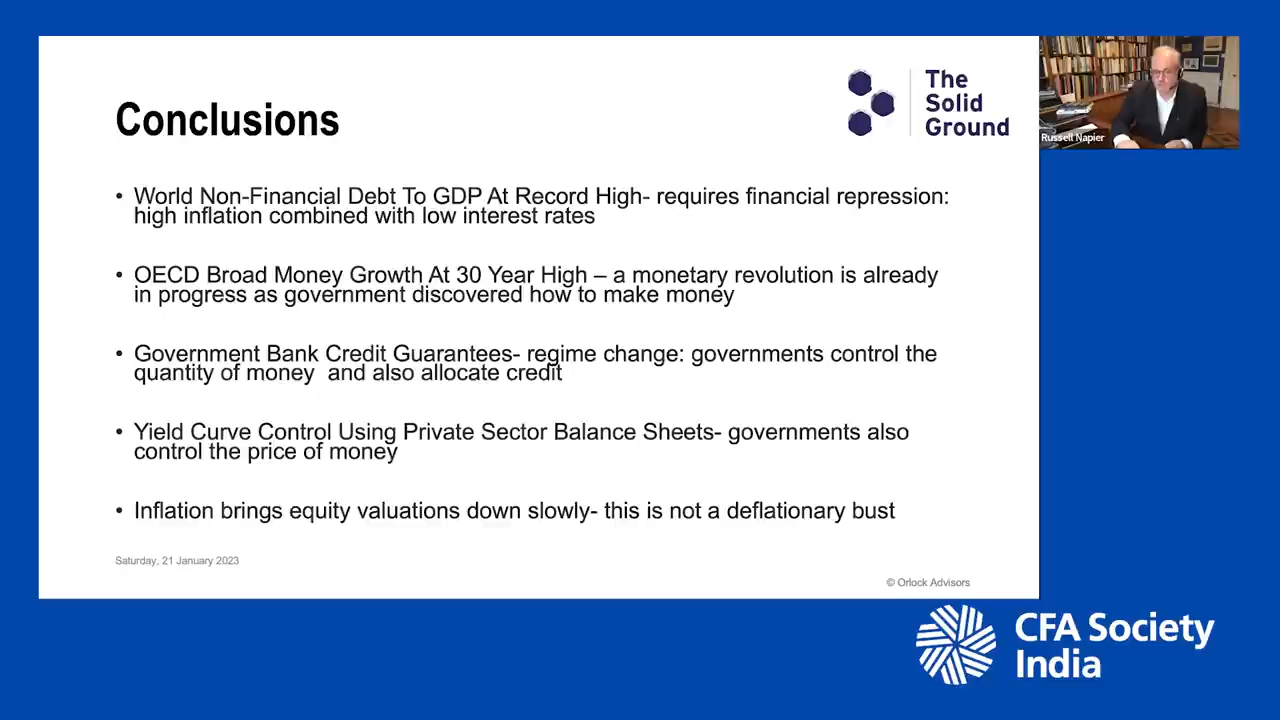 Conclusions
The
Solid
Ground
Russell Napier
• World Non-Financial Debt To GDP At Record High- requires financial repression:
high inflation combined with low interest rates
• OECD Broad Money Growth At 30 Year High – a monetary revolution is already
in progress as government discovered how to make money
• Government Bank Credit Guarantees- regime change: governments control the
quantity of money  and also allocate credit
• Yield Curve Control Using Private Sector Balance Sheets- governments also
control the price of money
• Inflation brings equity valuations down slowly- this is not a deflationary bust
Saturday, 21 January 2023
© Orlock Advisors
CFA Society
India